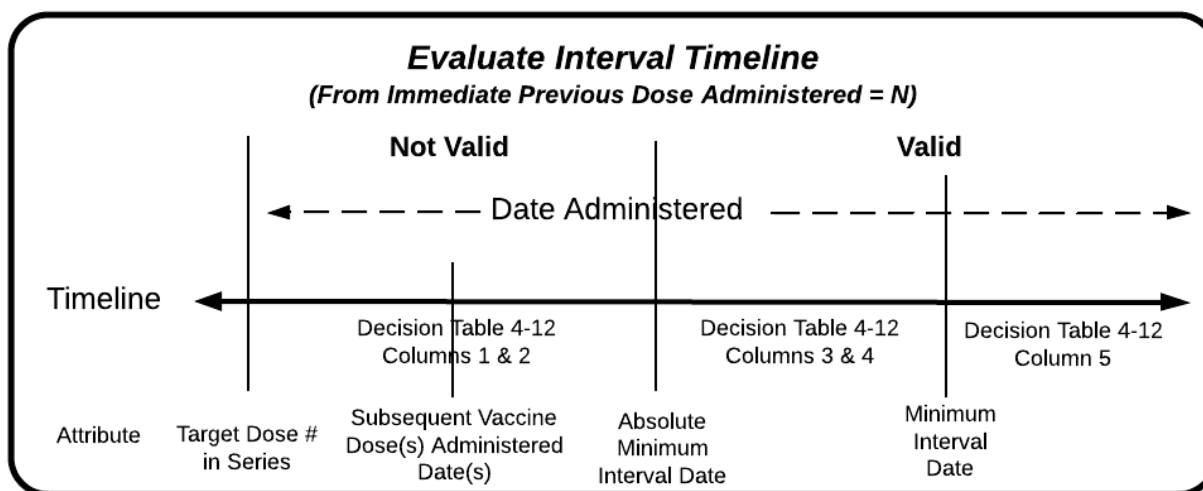 Evaluate Interval Timeline
(From Immediate Previous Dose Administered = N)
Not Valid
Valid
Date Administered
Timeline
Decision Table 4-12
Columns 1 & 2
Decision Table 4-12
Columns 3 & 4
Decision Table 4-12
Column 5
Attribute
Target Dose #
in Series
Subsequent Vaccine
Dose(s) Administered
Date(s)
Absolute
Minimum
Interval Date
Minimum
Interval
Date